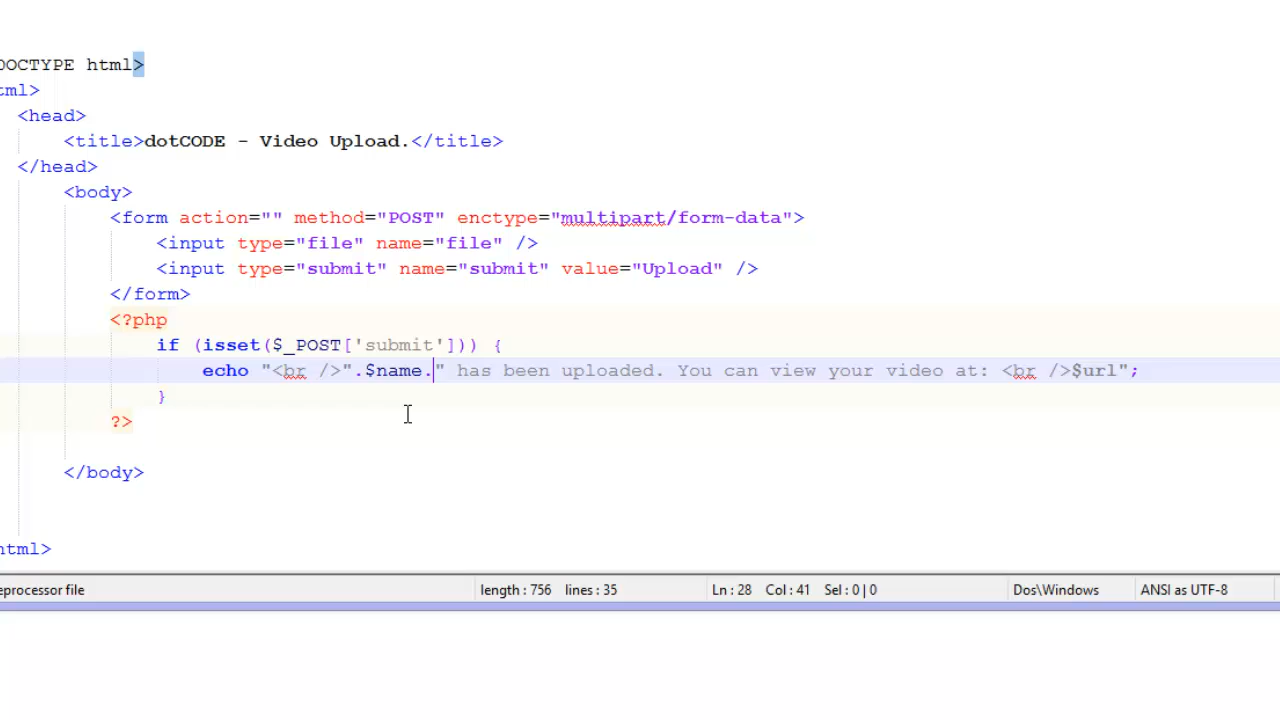 DOCTYPE html>
tml>
<head>
<title>dotCODE - Video Upload.</title>
</head>
<body>
<form action="" method="POST" enctype="multipart/form-data">
<input type="file" name="file" />
<input type="submit" name="submit" value="Upload" />
</form>
<?php
if (isset($_POST['submit'])) {
echo "<br />".$name." has been uploaded. You can view your video at: <br />$url";
}
?>
</body>
html>
eprocessor file length : 756 lines : 35 Ln : 28 Col : 41 Sel : 0 | 0 Dos\Windows ANSI as UTF-8